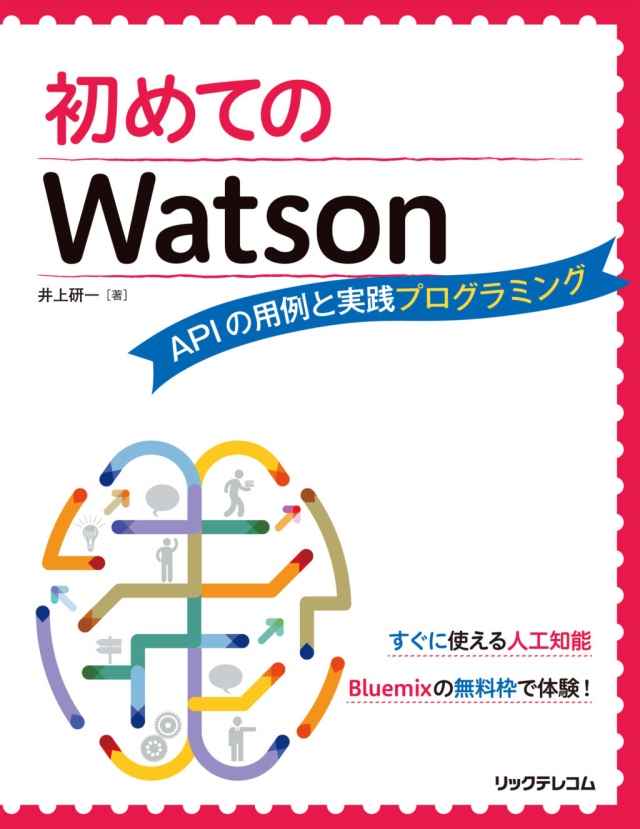 初めての
Watson
井上研一［著］
APIの用例と実践プログラミング
すぐに使える人工知能
Bluemixの無料枠で体験！
リックテレコム